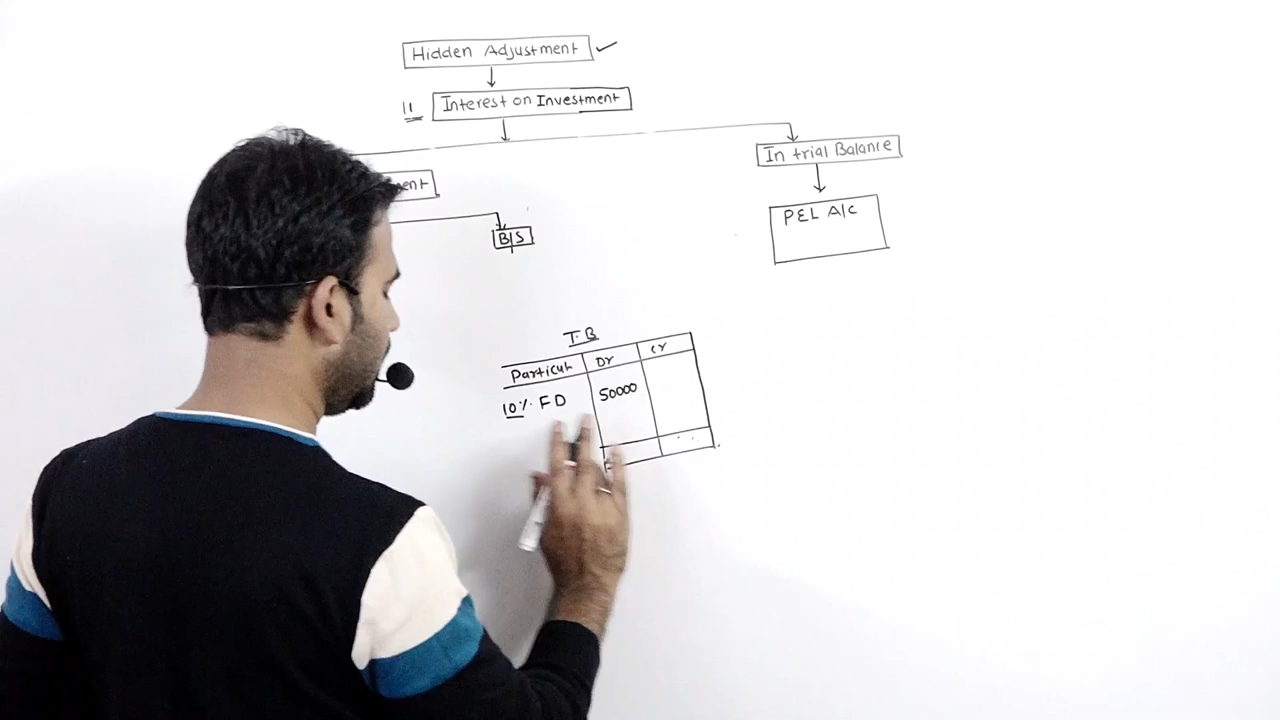 Hidden Adjustment
11 Interest on Investment
In trial Balance
ent
P&L A/c
B/S
T.B
Particular Dr Cr
10% FD 50000